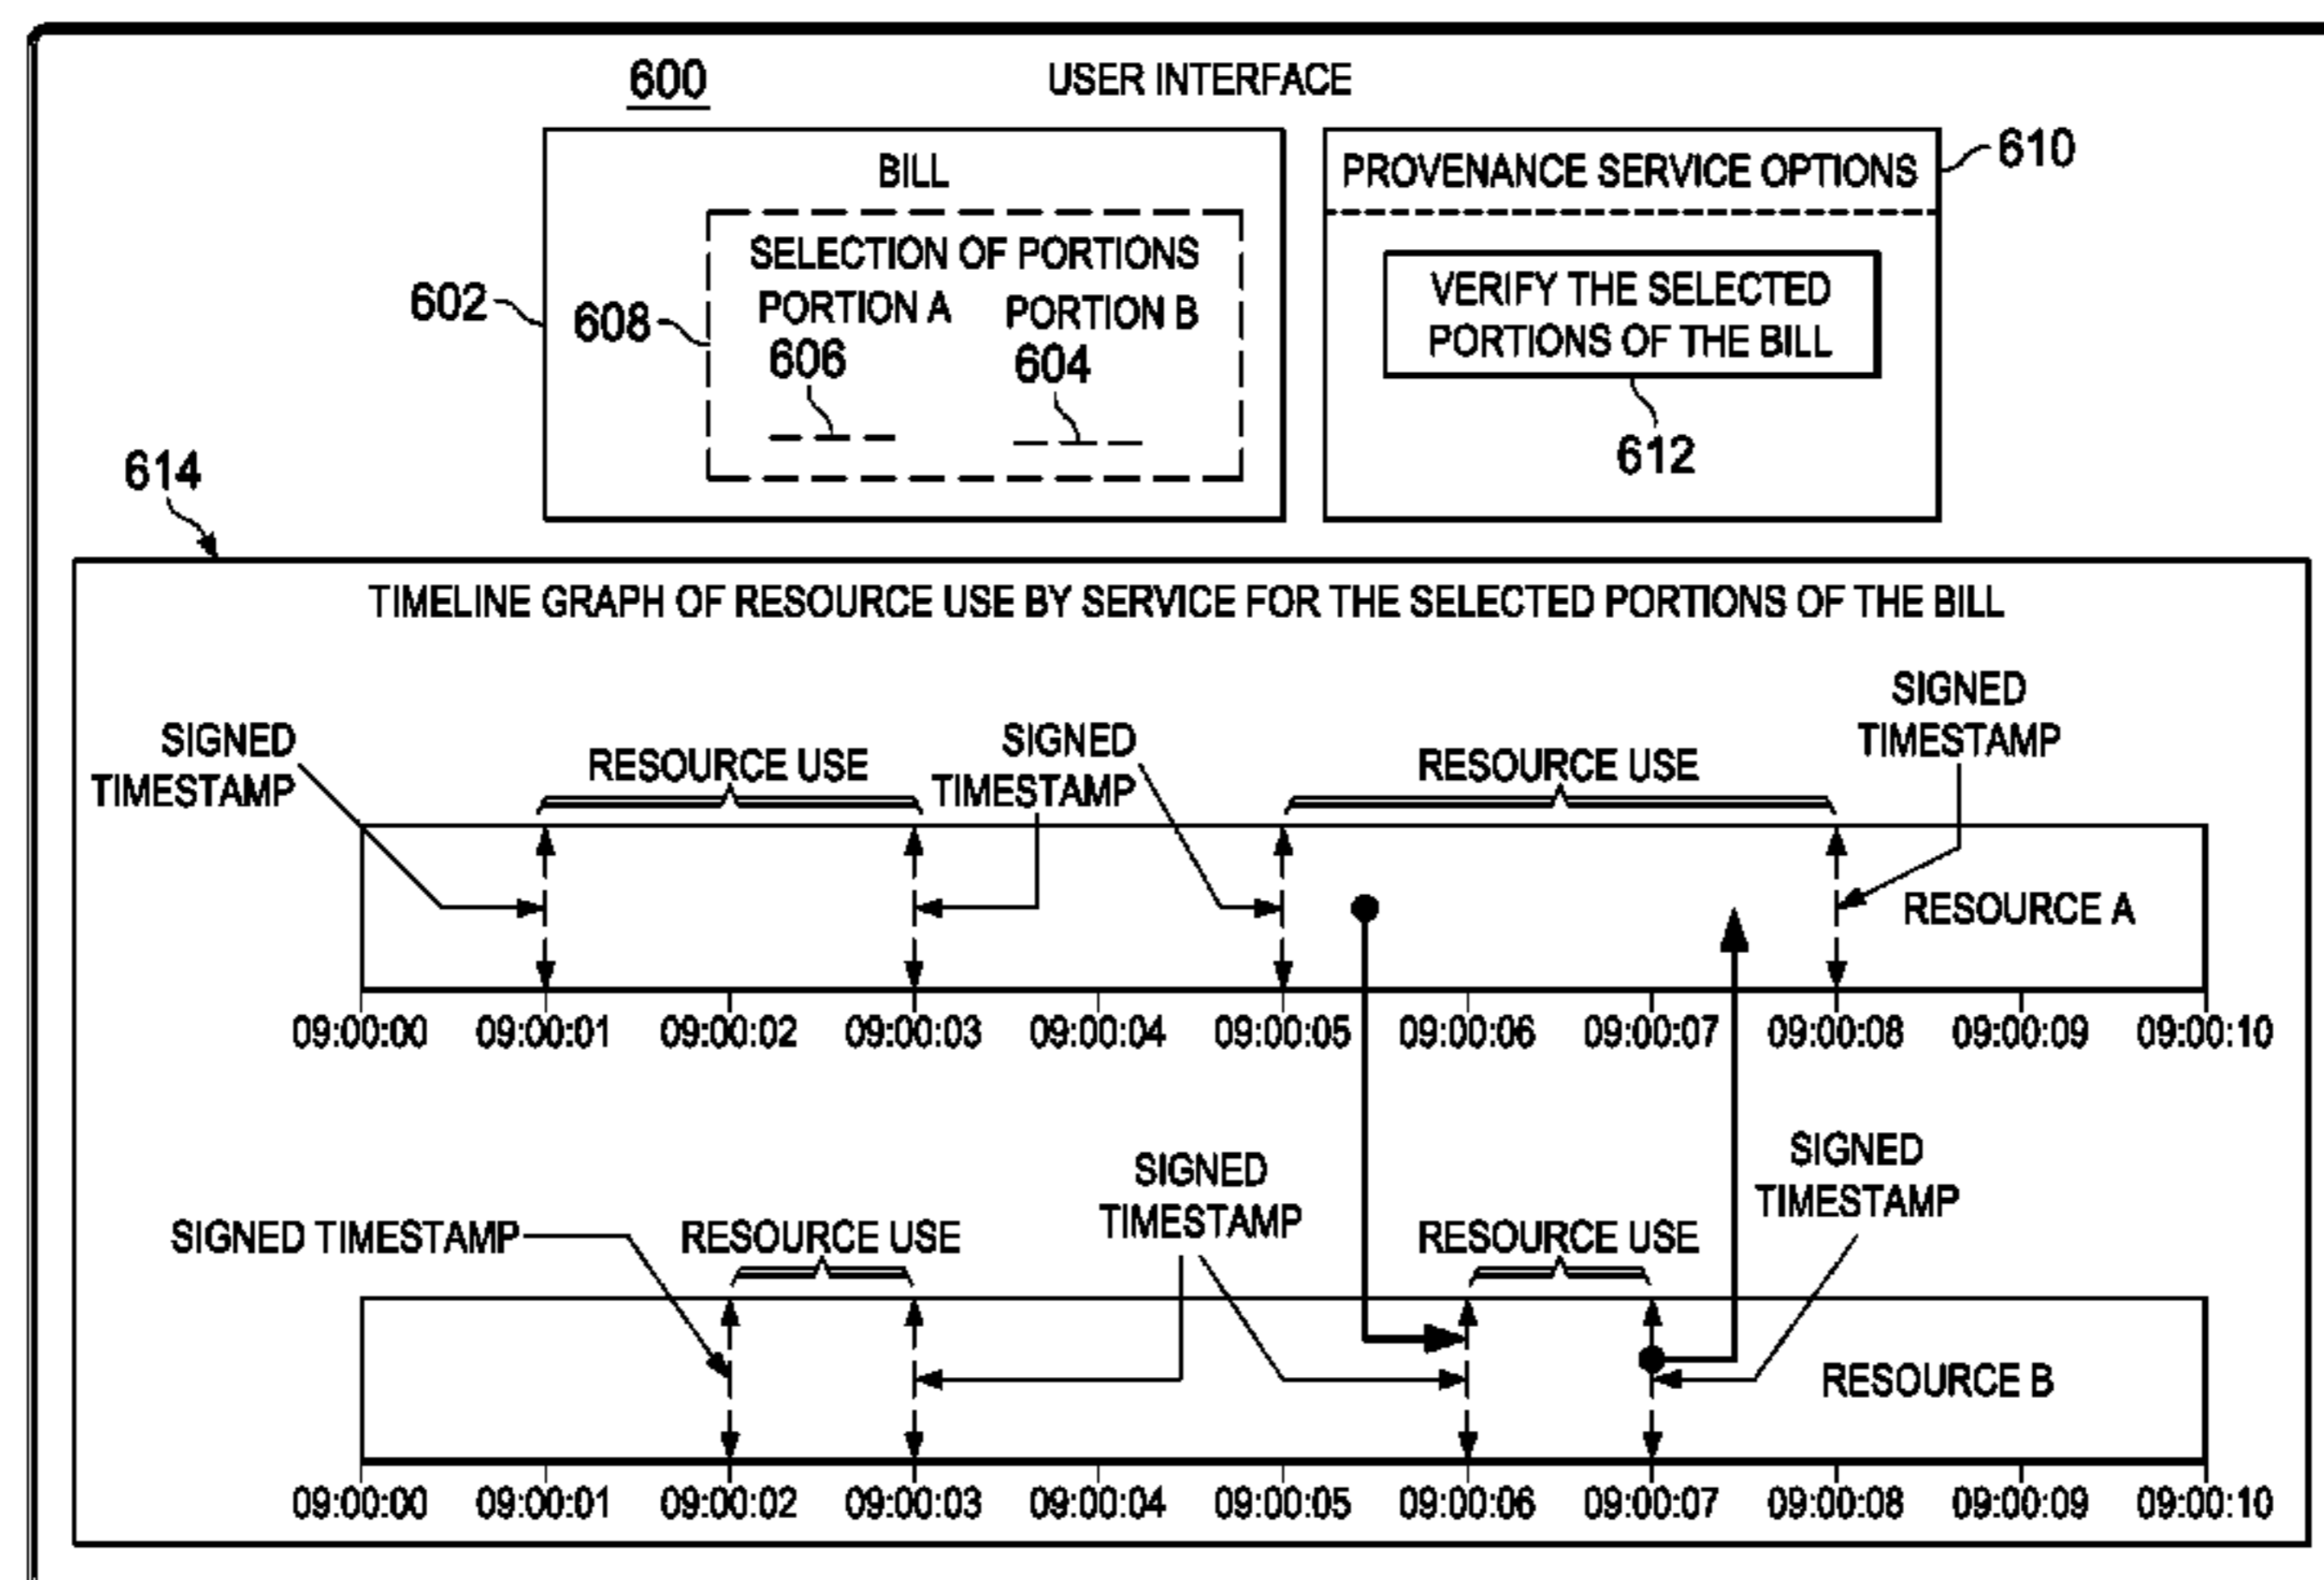 600
USER INTERFACE
BILL
SELECTION OF PORTIONS
PORTION A
PORTION B
606
604
602
608
PROVENANCE SERVICE OPTIONS
610
VERIFY THE SELECTED
PORTIONS OF THE BILL
612
614
TIMELINE GRAPH OF RESOURCE USE BY SERVICE FOR THE SELECTED PORTIONS OF THE BILL
SIGNED
TIMESTAMP
RESOURCE USE
SIGNED
TIMESTAMP
RESOURCE USE
SIGNED
TIMESTAMP
RESOURCE A
09:00:00 09:00:01 09:00:02 09:00:03 09:00:04 09:00:05 09:00:06 09:00:07 09:00:08 09:00:09 09:00:10
SIGNED TIMESTAMP
RESOURCE USE
SIGNED
TIMESTAMP
RESOURCE USE
SIGNED
TIMESTAMP
RESOURCE B
09:00:00 09:00:01 09:00:02 09:00:03 09:00:04 09:00:05 09:00:06 09:00:07 09:00:08 09:00:09 09:00:10